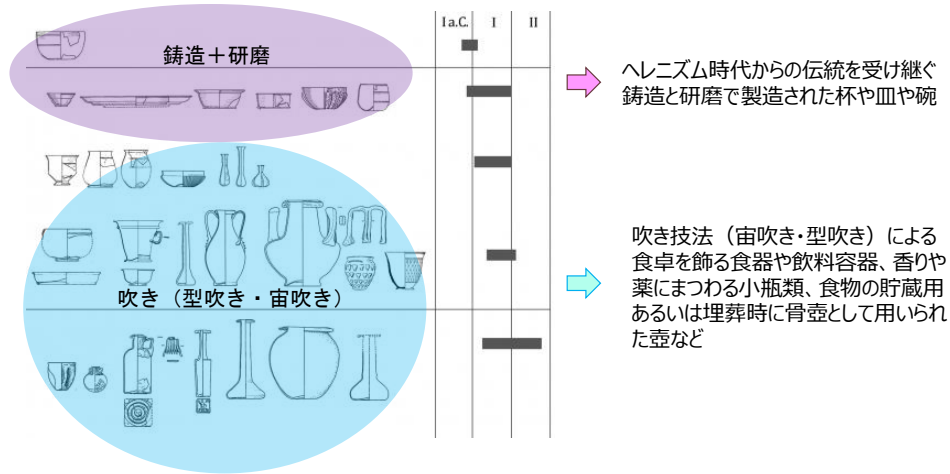 I a.C. I II
鋳造＋研磨
ヘレニズム時代からの伝統を受け継ぐ
鋳造と研磨で製造された杯や皿や碗
吹き（型吹き・宙吹き）
吹き技法（宙吹き・型吹き）による
食卓を飾る食器や飲料容器、香りや
薬にまつわる小瓶類、食物の貯蔵用
あるいは埋葬時に骨壺として用いられ
た壺など